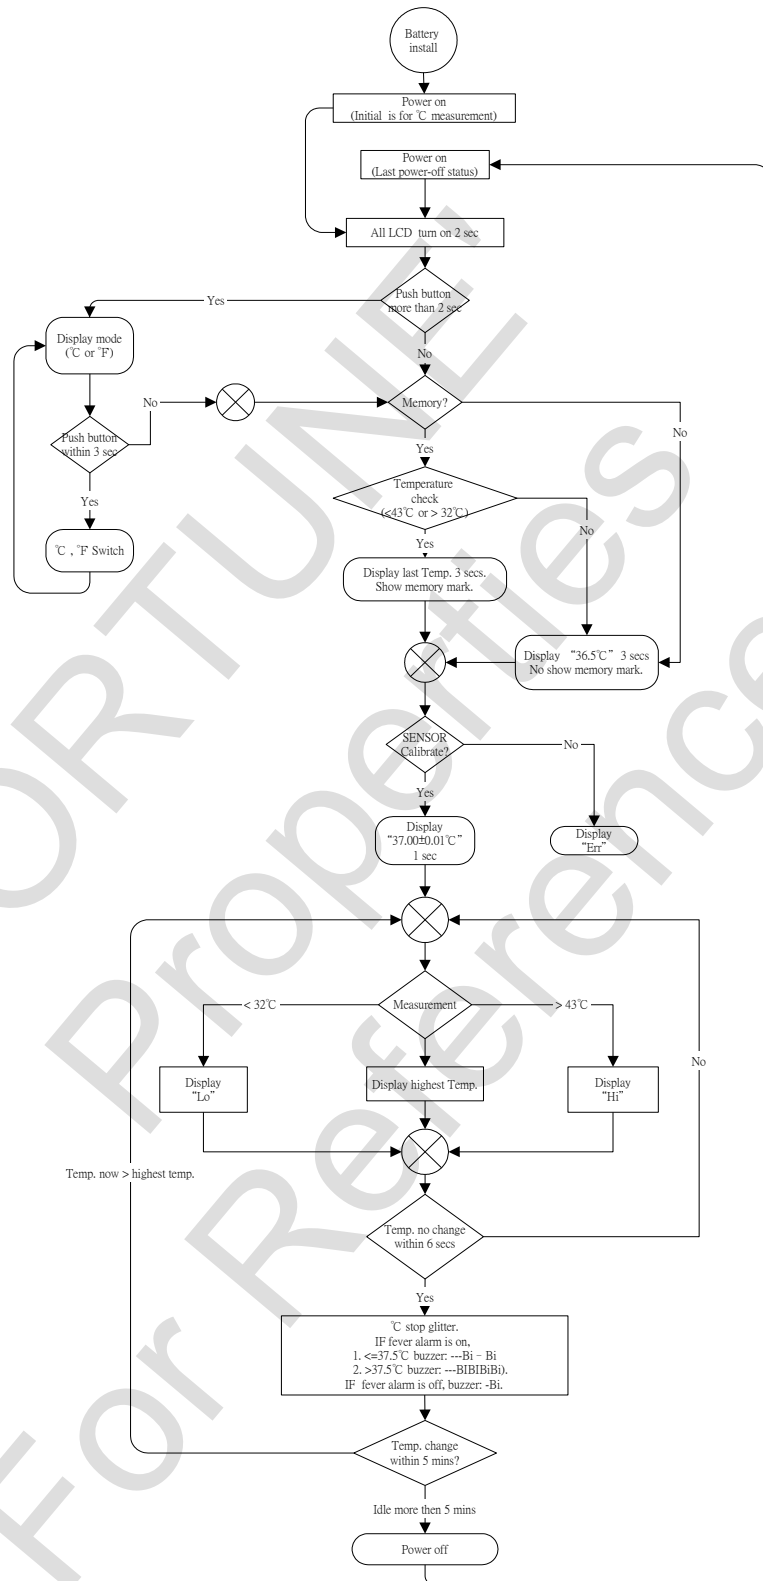 Battery
install
Power on
(Initial is for ℃ measurement)
Power on
(Last power-off status)
All LCD turn on 2 sec
Push button
more than 2 sec
Yes
No
Display mode
(℃ or ℉)
Push button
within 3 sec
No
Yes
℃ , ℉ Switch
Memory?
No
Yes
Temperature
check
(≤43℃ or > 32℃)
No
Yes
Display last Temp. 3 secs.
Show memory mark.
Display “36.5℃” 3 secs
No show memory mark.
SENSOR
Calibrate?
No
Yes
Display
“37.00±0.01℃”
1 sec
Display
“Err”
Measurement
< 32℃
> 43℃
Display
“Lo”
Display highest Temp.
Display
“Hi”
No
Temp. now > highest temp.
Temp. no change
within 6 secs
Yes
℃ stop glitter.
IF fever alarm is on,
1. <=37.5℃ buzzer: ---Bi – Bi
2. >37.5℃ buzzer: ---BIBIBiBi).
IF fever alarm is off, buzzer: -Bi.
Temp. change
within 5 mins?
Idle more then 5 mins
Power off
ORTUNE'
Properties
For Reference